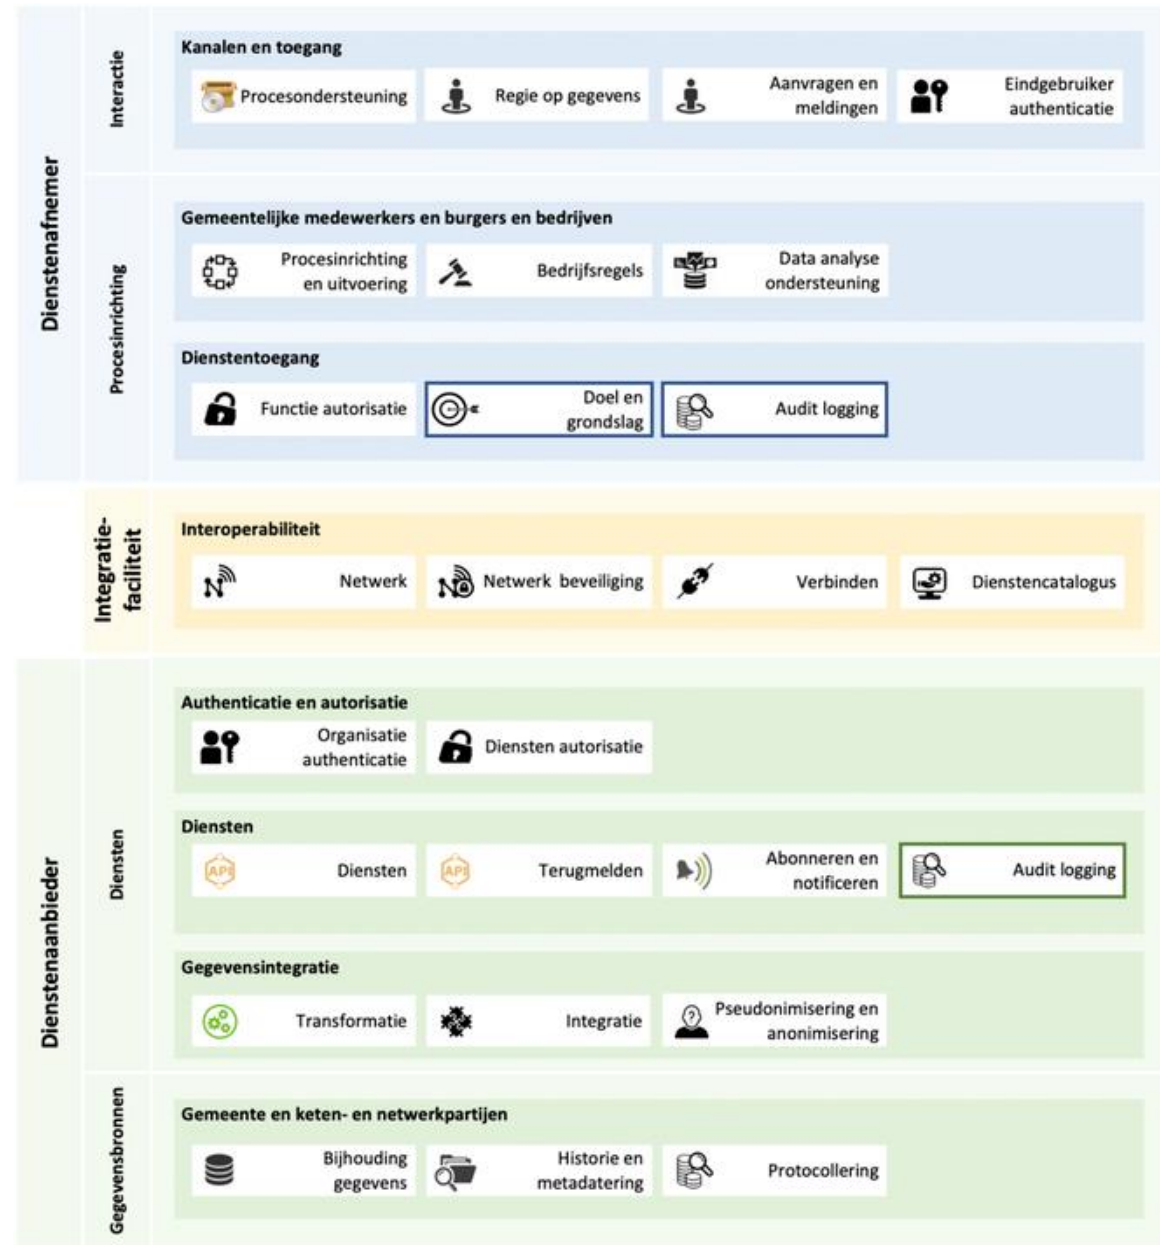 Dienstenafnemer
Interactie
Kanalen en toegang
Procesondersteuning
Regie op gegevens
Aanvragen en
meldingen
Eindgebruiker
authenticatie
Procesinrichting
Gemeentelijke medewerkers en burgers en bedrijven
Procesinrichting
en uitvoering
Bedrijfsregels
Data analyse
ondersteuning
Dienstentoegang
Functie autorisatie
Doel en
grondslag
Audit logging
Integratie-
faciliteit
Interoperabiliteit
Netwerk
Netwerk beveiliging
Verbinden
Dienstencatalogus
Dienstenaanbieder
Diensten
Authenticatie en autorisatie
Organisatie
authenticatie
Diensten autorisatie
Diensten
API
Diensten
API
Terugmelden
Abonneren en
notificeren
Audit logging
Gegevensintegratie
Transformatie
Integratie
Pseudonimisering en
anonimisering
Gegevensbronnen
Gemeente en keten- en netwerkpartijen
Bijhouding
gegevens
Historie en
metadatering
Protocollering